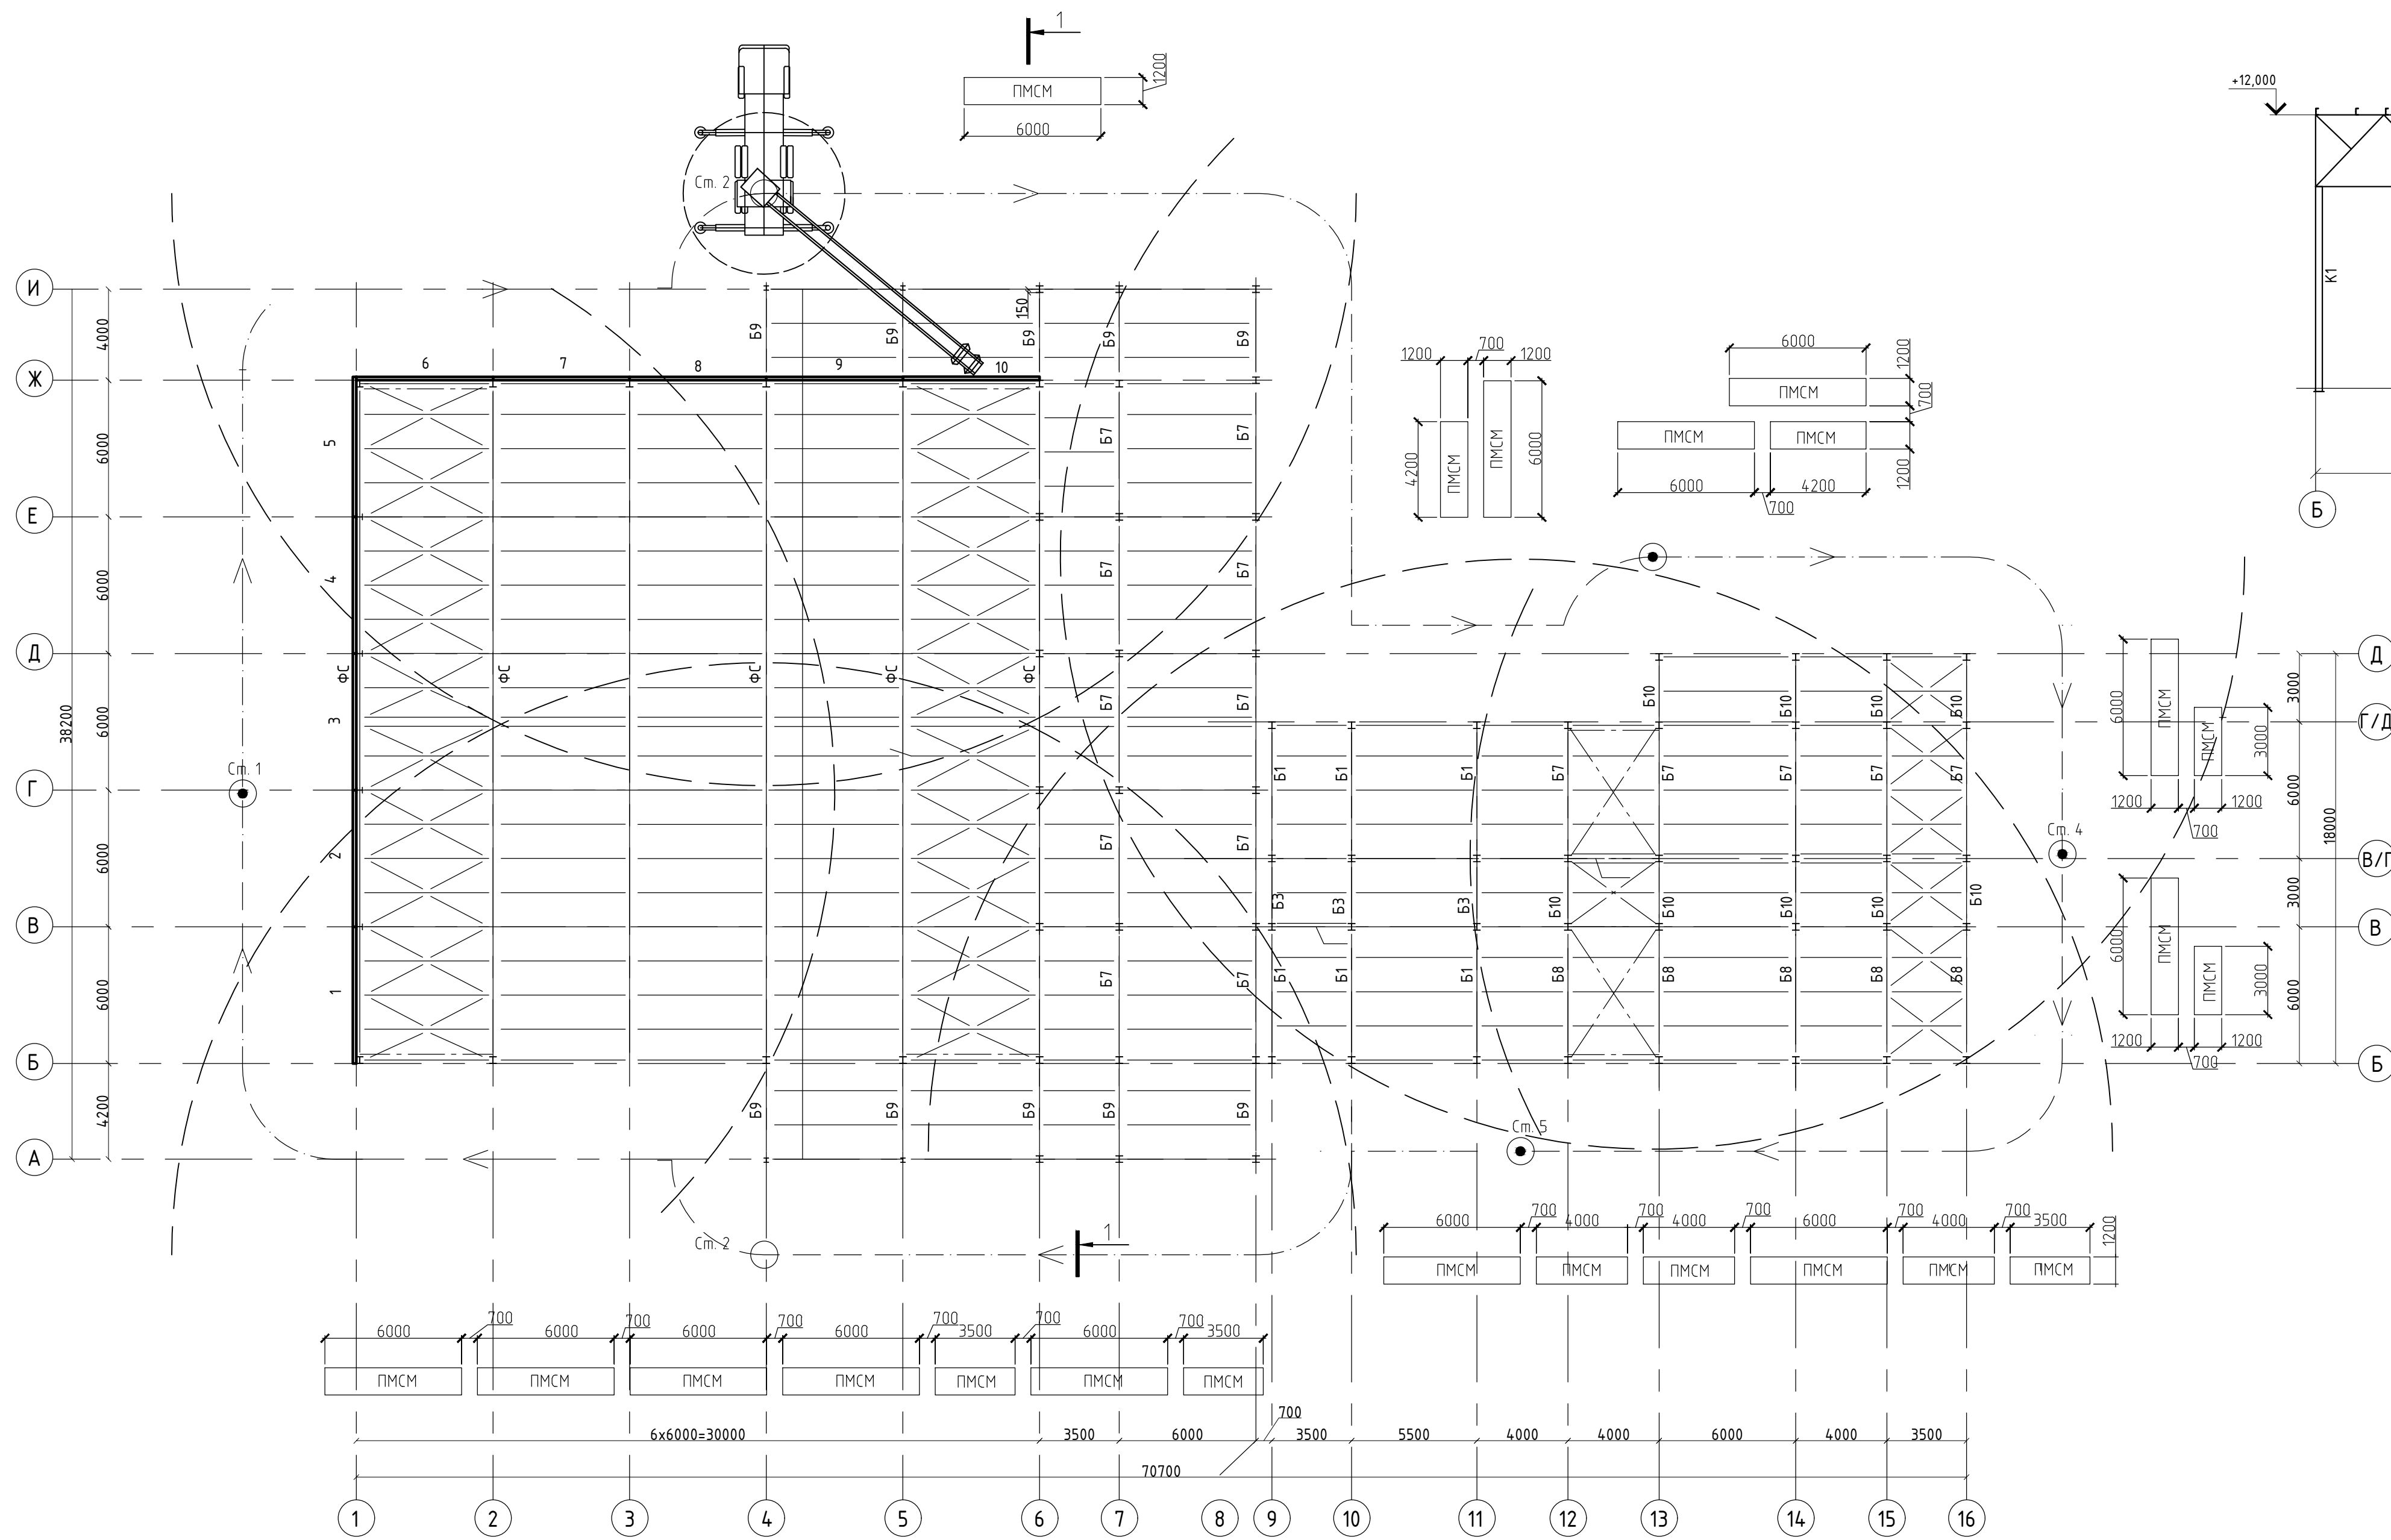 1
ПМСМ
1200
6000
+12,000
К1
Б
Ст. 2
И
Ж
Е
Д
Г
В
Б
А
4000
6000
6000
6000
6000
6000
4200
38200
Б9
Б9
150
Б9
Б9
Б9
6
7
8
9
10
5
4
3
2
1
Б7
Б7
Б7
Б7
ФС
ФС
ФС
ФС
ФС
Б7
Б7
Б7
Б7
Б7
Б7
Ст. 1
1200
700
1200
4200
ПМСМ
ПМСМ
6000
6000
1200
ПМСМ
700
ПМСМ
ПМСМ
1200
6000
4200
700
Б10
Б10
Б10
Б10
Б1
Б1
Б1
Б7
Б7
Б7
Б7
Б7
Б3
Б3
Б3
Б10
Б10
Б10
Б10
Б10
Б1
Б1
Б1
Б8
Б8
Б8
Б8
Б8
Ст. 4
6000
ПМСМ
ПМСМ
3000
1200
1200
700
6000
ПМСМ
ПМСМ
3000
1200
1200
700
3000
6000
3000
6000
18000
Д
Г/Д
В/Г
В
Б
Б9
Б9
Б9
Б9
Б9
Ст. 5
Ст. 2
1
6000
700
4000
700
4000
700
6000
700
4000
700
3500
1200
ПМСМ
ПМСМ
ПМСМ
ПМСМ
ПМСМ
ПМСМ
6000
700
6000
700
6000
700
6000
700
3500
700
6000
700
3500
ПМСМ
ПМСМ
ПМСМ
ПМСМ
ПМСМ
ПМСМ
ПМСМ
6х6000=30000
3500
6000
700
3500
5500
4000
4000
6000
4000
3500
70700
1
2
3
4
5
6
7
8
9
10
11
12
13
14
15
16